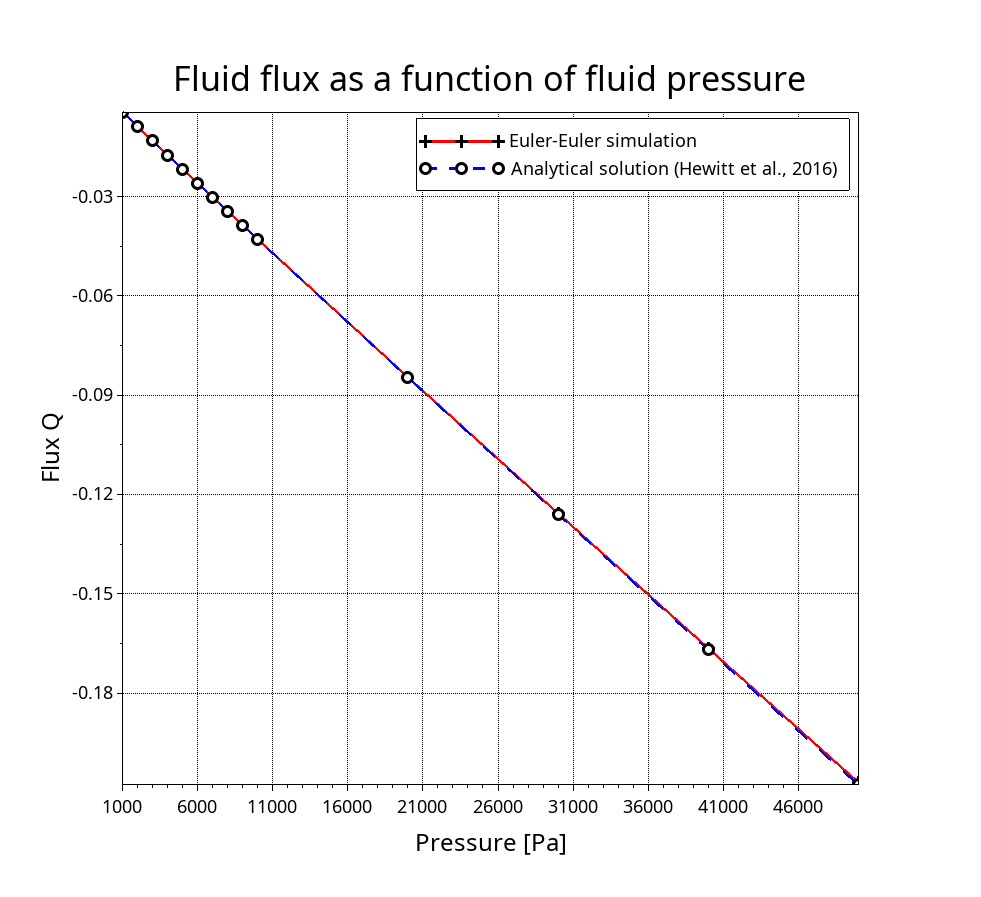 Fluid flux as a function of fluid pressure
Euler-Euler simulation
Analytical solution (Hewitt et al., 2016)
-0.03
-0.06
-0.09
-0.12
-0.15
-0.18
Flux Q
1000 6000 11000 16000 21000 26000 31000 36000 41000 46000
Pressure [Pa]